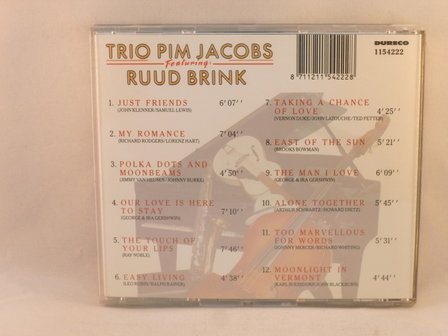 TRIO PIM JACOBS
Featuring:
RUUD BRINK
8 711211 542228
DURECO
1154222
1. JUST FRIENDS 6'07''
(JOHN KLENNER/SAMUEL LEWIS)
2. MY ROMANCE 7'04''
(RICHARD RODGERS/LORENZ HART)
3. POLKA DOTS AND
MOONBEAMS 4'50''
(JIMMY VAN HEUSEN/JOHNNY BURKE)
4. OUR LOVE IS HERE
TO STAY 7'10''
(GEORGE & IRA GERSHWIN)
5. THE TOUCH OF
YOUR LIPS 7'46''
(RAY NOBLE)
6. EASY LIVING 4'38''
(LEO ROBIN/RALPH RAINER)
7. TAKING A CHANCE
OF LOVE 4'25''
(VERNON DUKE/JOHN LATOUCHE/TED FETTER)
8. EAST OF THE SUN 5'21''
(BROOKS BOWMAN)
9. THE MAN I LOVE 6'09''
(GEORGE & IRA GERSHWIN)
10. ALONE TOGETHER 5'45''
(ARTHUR SCHWARTZ/HOWARD DIETZ)
11. TOO MARVELLOUS
FOR WORDS 5'31''
(JOHNNY MERCER/RICHARD WHITING)
12. MOONLIGHT IN
VERMONT 4'44''
(KARL SUESSDORF/JOHN BLACKBURN)